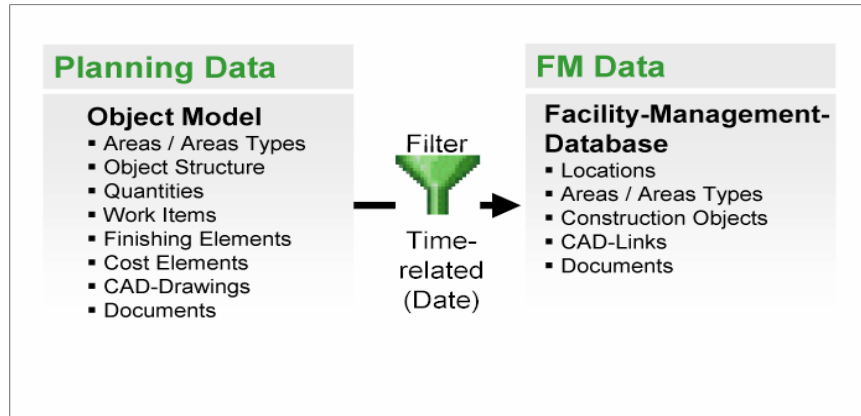 Planning Data
Object Model
▪ Areas / Areas Types
▪ Object Structure
▪ Quantities
▪ Work Items
▪ Finishing Elements
▪ Cost Elements
▪ CAD-Drawings
▪ Documents
Filter
Time-
related
(Date)
FM Data
Facility-Management-
Database
▪ Locations
▪ Areas / Areas Types
▪ Construction Objects
▪ CAD-Links
▪ Documents